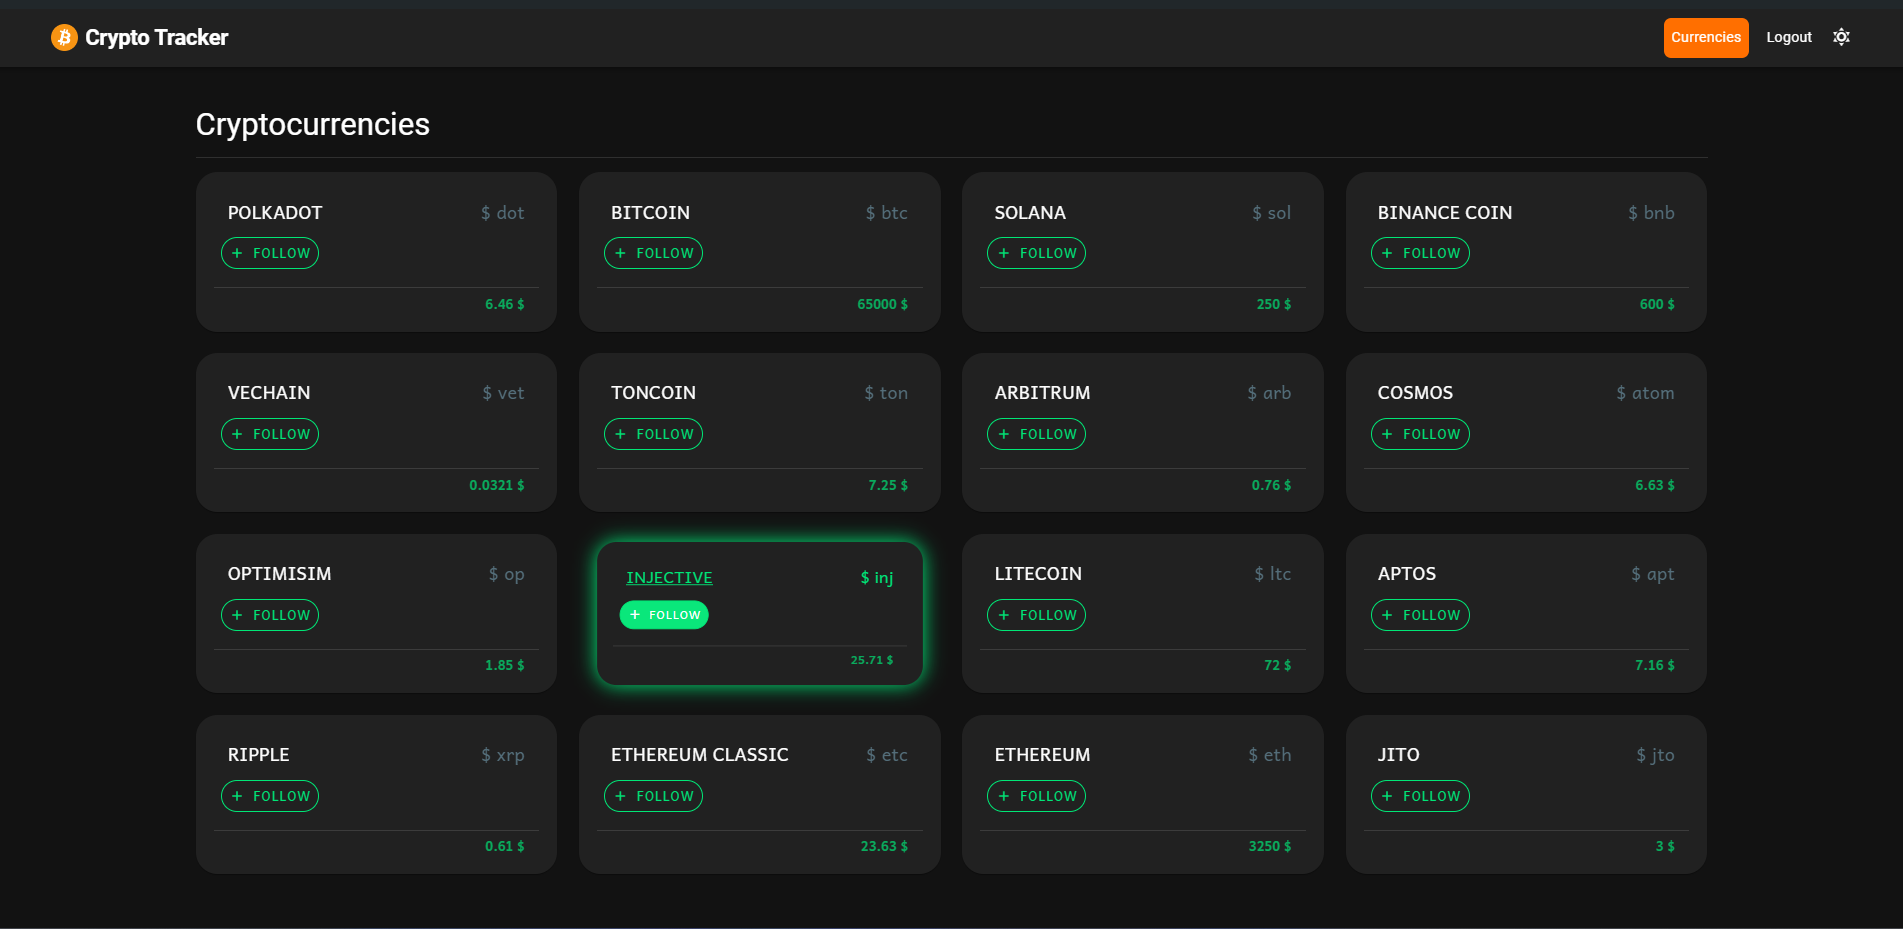 Crypto Tracker
Currencies Logout
Cryptocurrencies
POLKADOT $ dot
+ FOLLOW
6.46 $
BITCOIN $ btc
+ FOLLOW
65000 $
SOLANA $ sol
+ FOLLOW
250 $
BINANCE COIN $ bnb
+ FOLLOW
600 $
VECHAIN $ vet
+ FOLLOW
0.0321 $
TONCOIN $ ton
+ FOLLOW
7.25 $
ARBITRUM $ arb
+ FOLLOW
0.76 $
COSMOS $ atom
+ FOLLOW
6.63 $
OPTIMISIM $ op
+ FOLLOW
1.85 $
INJECTIVE $ inj
+ FOLLOW
25.71 $
LITECOIN $ ltc
+ FOLLOW
72 $
APTOS $ apt
+ FOLLOW
7.16 $
RIPPLE $ xrp
+ FOLLOW
0.61 $
ETHEREUM CLASSIC $ etc
+ FOLLOW
23.63 $
ETHEREUM $ eth
+ FOLLOW
3250 $
JITO $ jto
+ FOLLOW
3 $